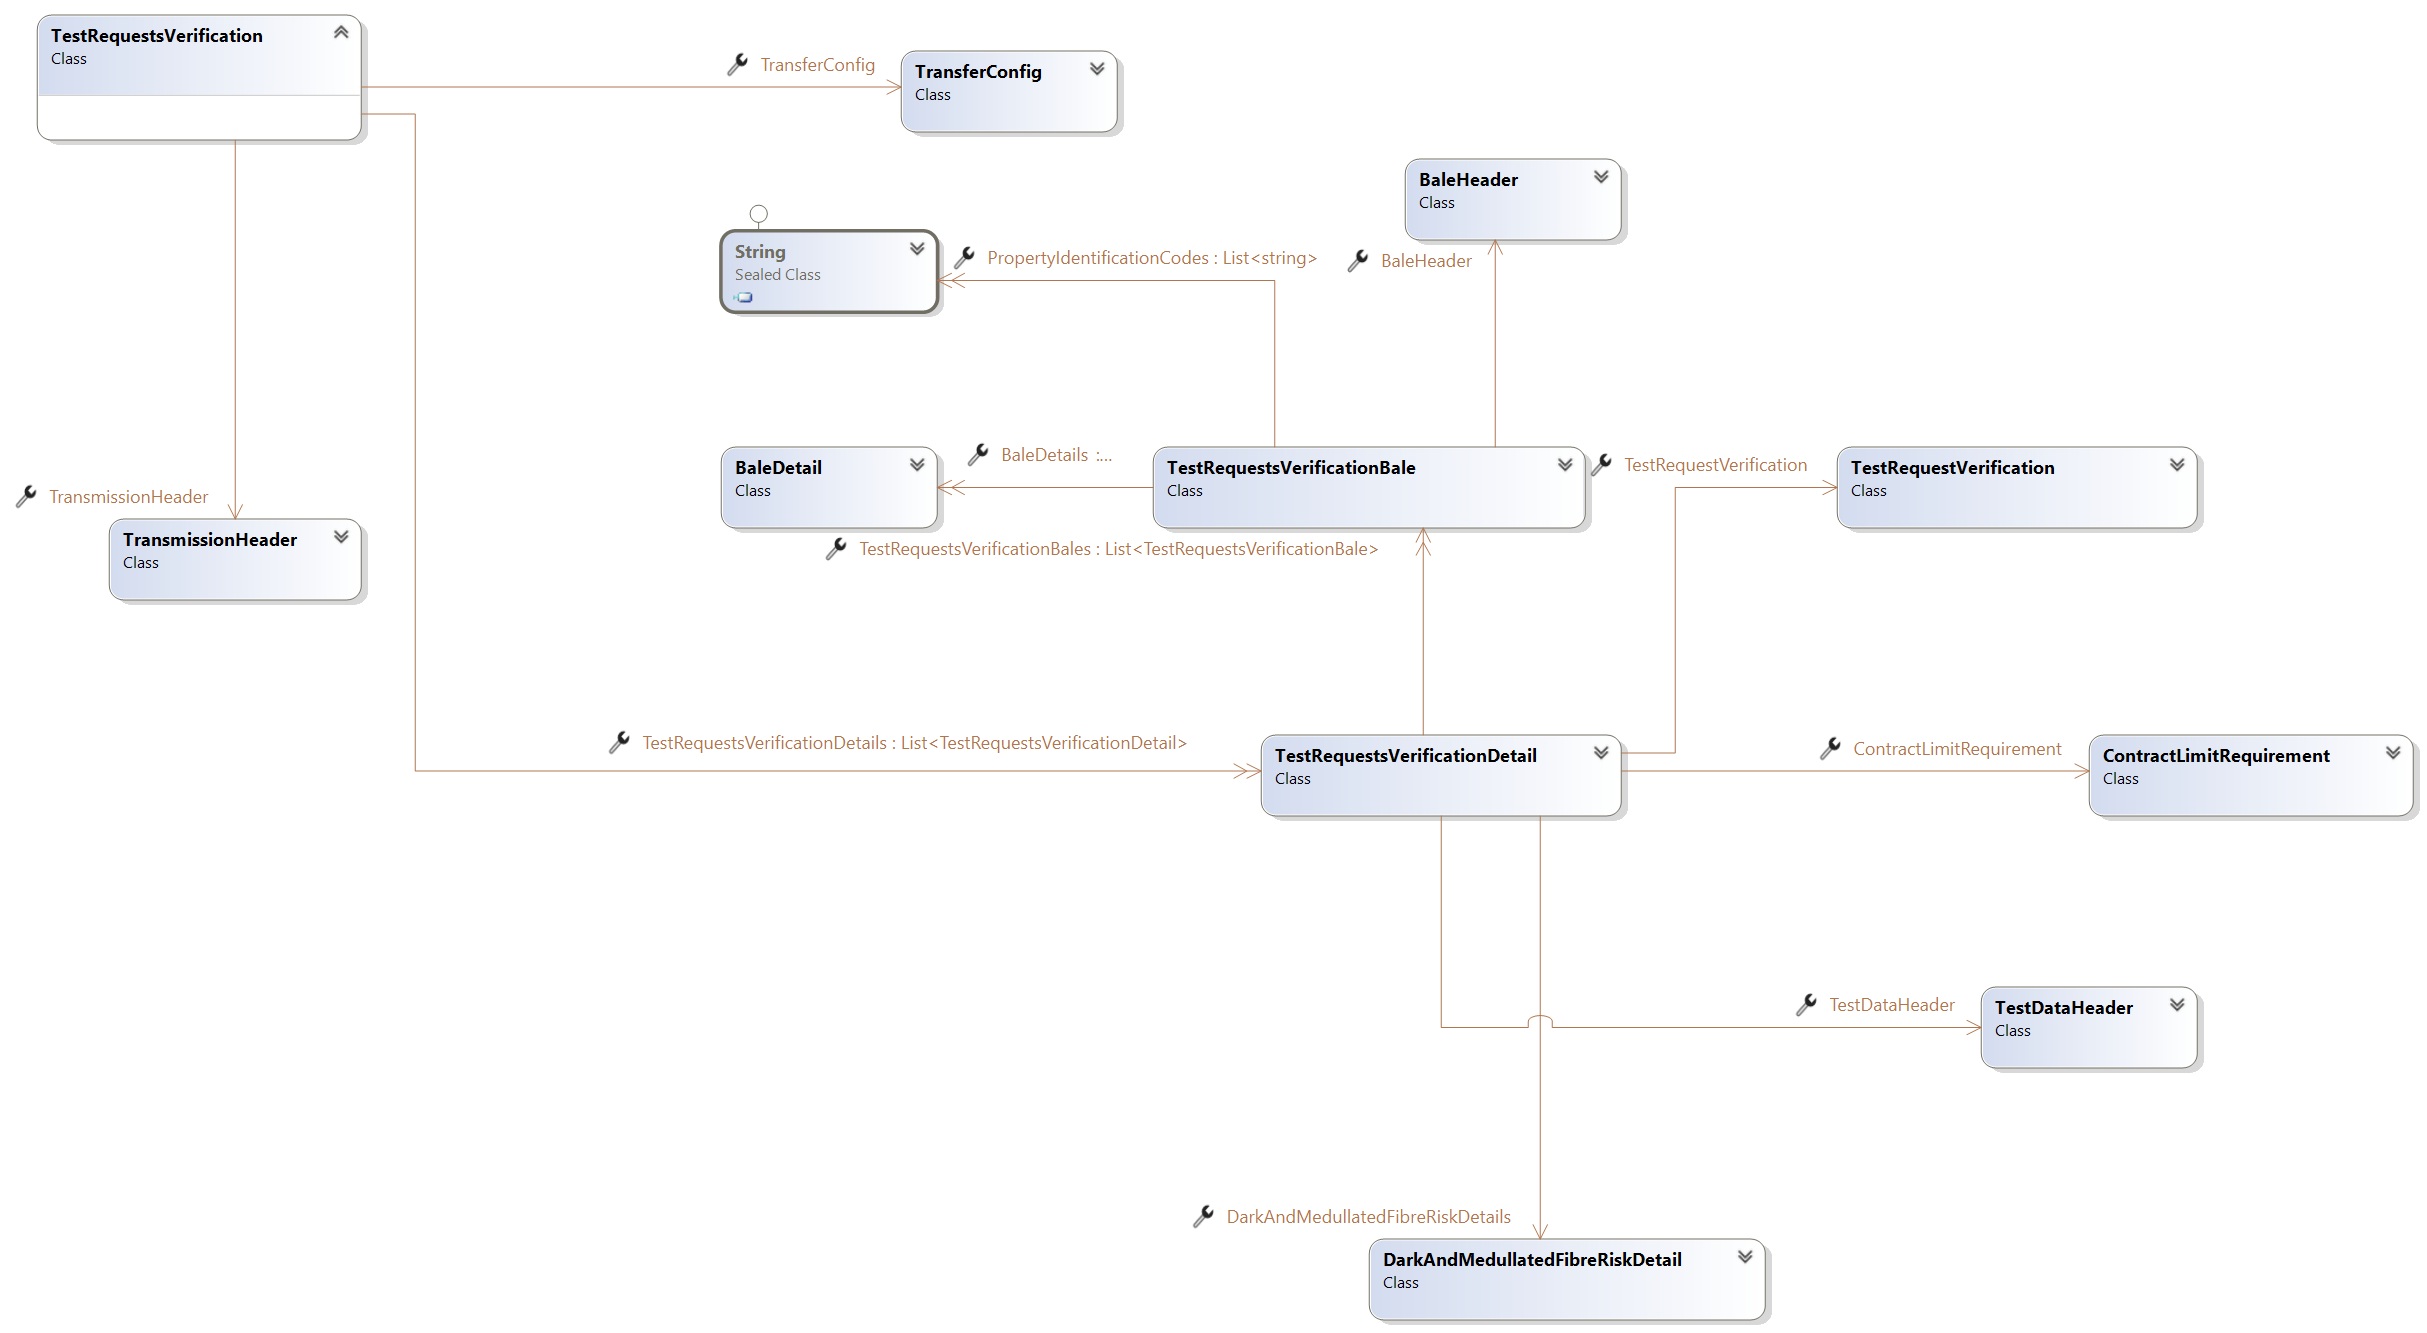 TestRequestsVerification
Class
TransferConfig
TransferConfig
Class
BaleHeader
Class
String
Sealed Class
PropertyIdentificationCodes : List<string>
BaleHeader
BaleDetail
Class
BaleDetails :...
TestRequestsVerificationBale
Class
TestRequestVerification
TestRequestVerification
Class
TransmissionHeader
TransmissionHeader
Class
TestRequestsVerificationBales : List<TestRequestsVerificationBale>
TestRequestsVerificationDetails : List<TestRequestsVerificationDetail>
TestRequestsVerificationDetail
Class
ContractLimitRequirement
ContractLimitRequirement
Class
TestDataHeader
TestDataHeader
Class
DarkAndMedullatedFibreRiskDetails
DarkAndMedullatedFibreRiskDetail
Class